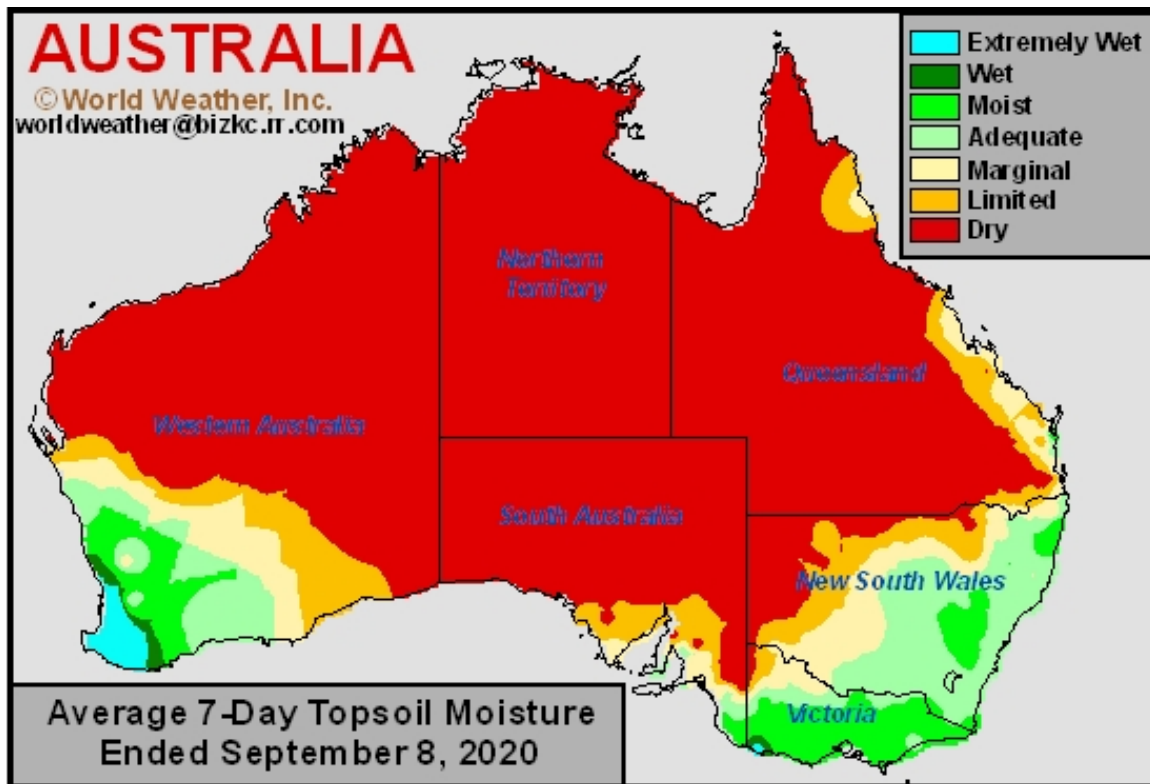 AUSTRALIA
© World Weather, Inc.
worldweather@bizkc.rr.com
Extremely Wet
Wet
Moist
Adequate
Marginal
Limited
Dry
Northern
Territory
Queensland
Western Australia
South Australia
New South Wales
Victoria
Average 7-Day Topsoil Moisture
Ended September 8, 2020